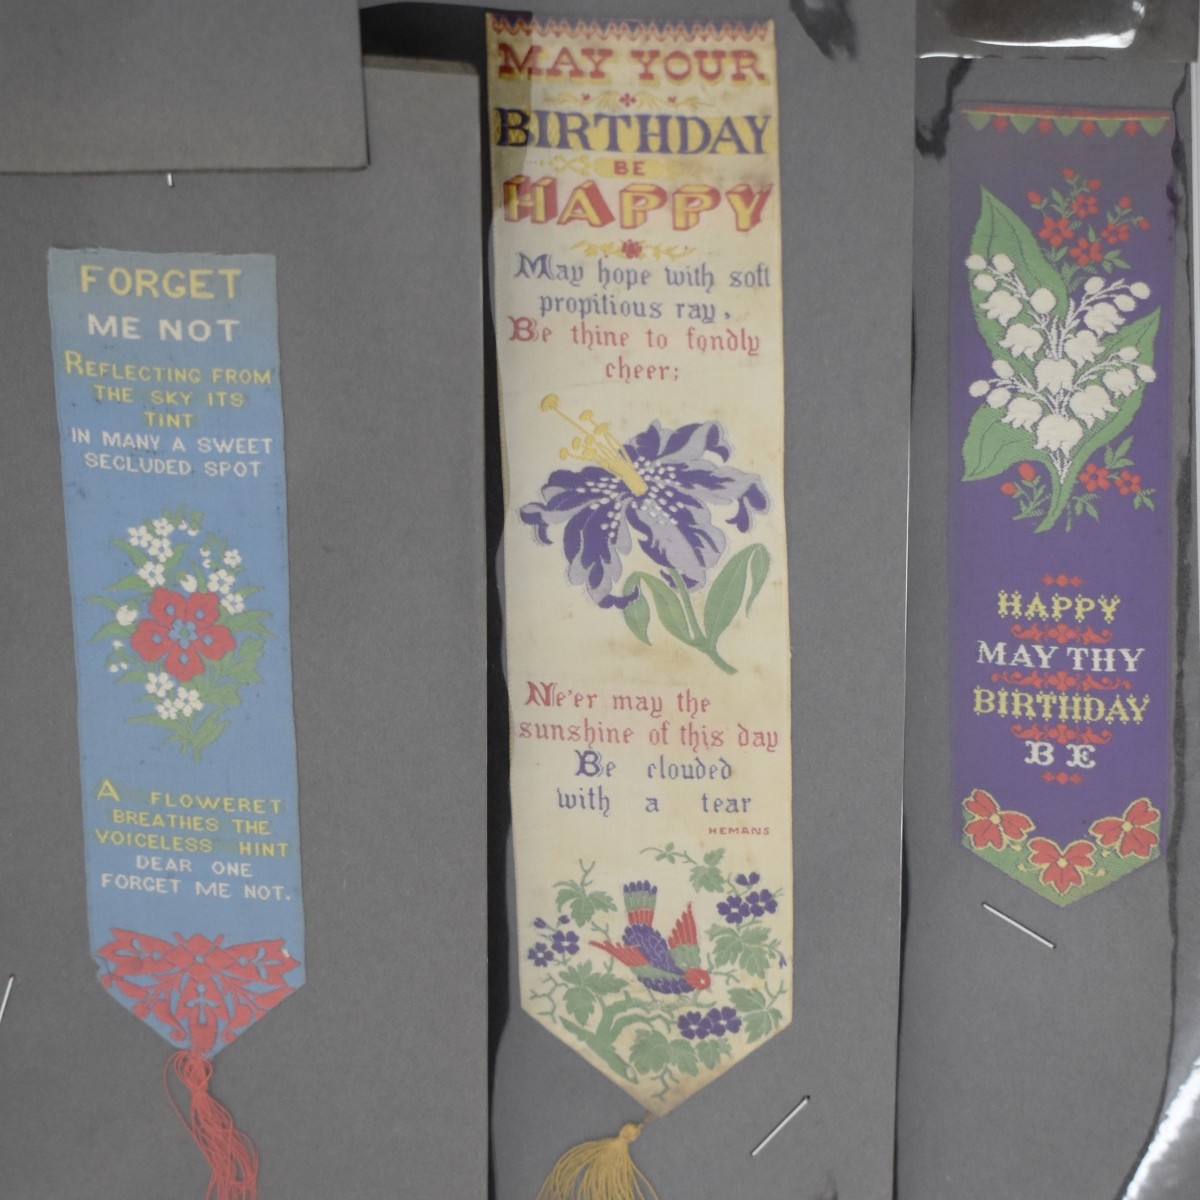 FORGET
ME NOT
REFLECTING FROM
THE SKY ITS
TINT
IN MANY A SWEET
SECLUDED SPOT
A FLOWERET
BREATHES THE
VOICELESS HINT
DEAR ONE
FORGET ME NOT.
MAY YOUR
BIRTHDAY
BE
HAPPY
May hope with soft
propitious ray,
Be thine to fondly
cheer;
Ne'er may the
sunshine of this day
Be clouded
with a tear
HEMANS
HAPPY
MAY THY
BIRTHDAY
BE